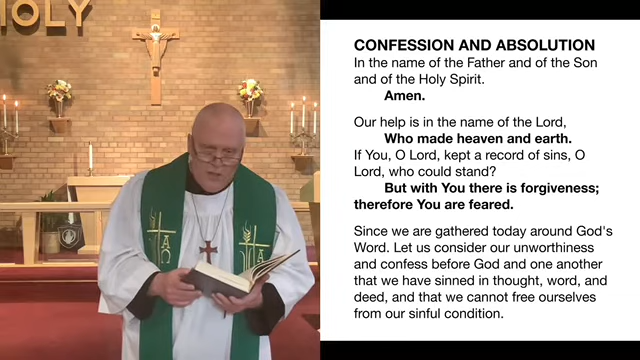 HOLY
CONFESSION AND ABSOLUTION
In the name of the Father and of the Son
and of the Holy Spirit.
Amen.
Our help is in the name of the Lord,
Who made heaven and earth.
If You, O Lord, kept a record of sins, O
Lord, who could stand?
But with You there is forgiveness;
therefore You are feared.
Since we are gathered today around God's
Word. Let us consider our unworthiness
and confess before God and one another
that we have sinned in thought, word, and
deed, and that we cannot free ourselves
from our sinful condition.